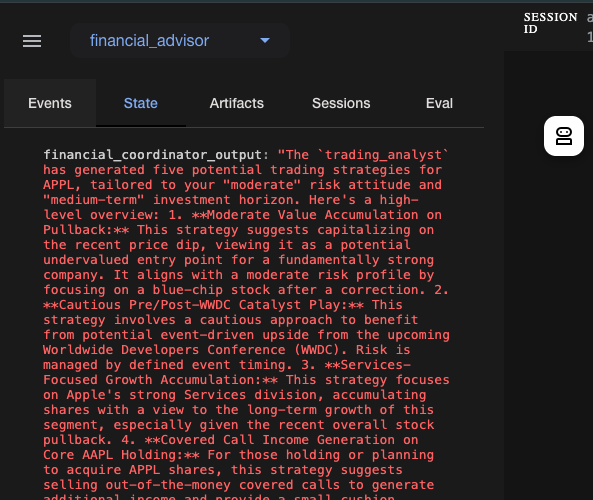 financial_advisor
SESSION a
ID 1
Events State Artifacts Sessions Eval
financial_coordinator_output: "The `trading_analyst`
has generated five potential trading strategies for
APPL, tailored to your "moderate" risk attitude and
"medium-term" investment horizon. Here's a high-
level overview: 1. **Moderate Value Accumulation on
Pullback:** This strategy suggests capitalizing on
the recent price dip, viewing it as a potential
undervalued entry point for a fundamentally strong
company. It aligns with a moderate risk profile by
focusing on a blue-chip stock after a correction. 2.
**Cautious Pre/Post-WWDC Catalyst Play:** This
strategy involves a cautious approach to benefit
from potential event-driven upside from the upcoming
Worldwide Developers Conference (WWDC). Risk is
managed by defined event timing. 3. **Services-
Focused Growth Accumulation:** This strategy focuses
on Apple's strong Services division, accumulating
shares with a view to the long-term growth of this
segment, especially given the recent overall stock
pullback. 4. **Covered Call Income Generation on
Core AAPL Holding:** For those holding or planning
to acquire APPL shares, this strategy suggests
selling out-of-the-money covered calls to generate
additional income and provide a small cushion